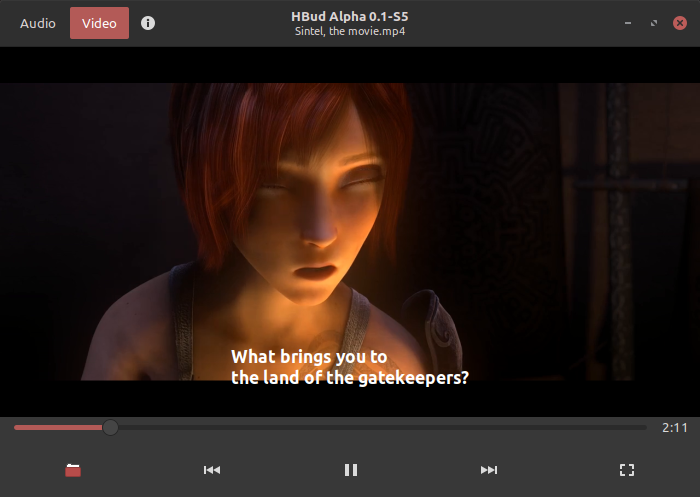 Audio
Video
HBud Alpha 0.1-S5
Sintel, the movie.mp4
What brings you to
the land of the gatekeepers?
2:11